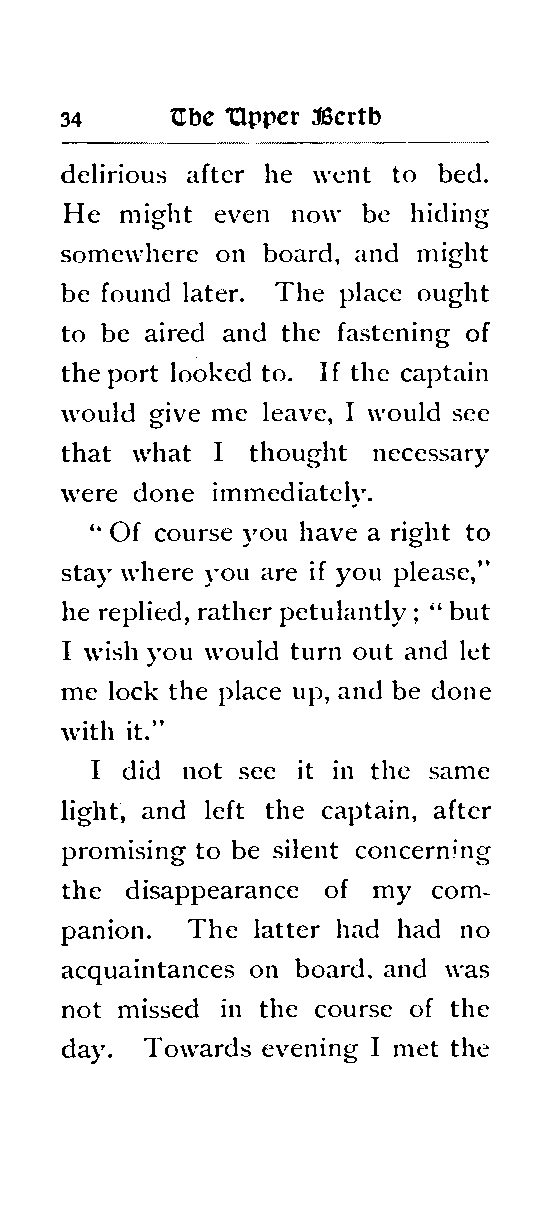 34 The Upper Berth
delirious after he went to bed.
He might even now be hiding
somewhere on board, and might
be found later. The place ought
to be aired and the fastening of
the port looked to. If the captain
would give me leave, I would see
that what I thought necessary
were done immediately.
“ Of course you have a right to
stay where you are if you please,”
he replied, rather petulantly ; “ but
I wish you would turn out and let
me lock the place up, and be done
with it.”
I did not see it in the same
light, and left the captain, after
promising to be silent concerning
the disappearance of my com-
panion. The latter had had no
acquaintances on board, and was
not missed in the course of the
day. Towards evening I met the